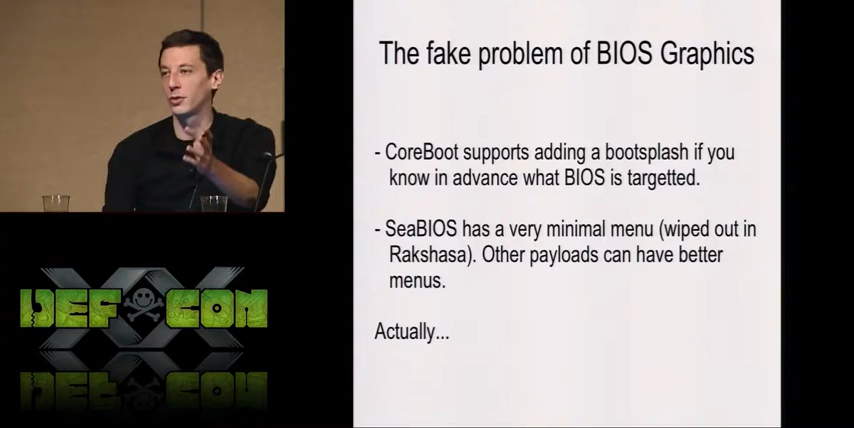 The fake problem of BIOS Graphics
- CoreBoot supports adding a bootsplash if you
know in advance what BIOS is targetted.
- SeaBIOS has a very minimal menu (wiped out in
Rakshasa). Other payloads can have better
menus.
Actually...
XX
DEF CON